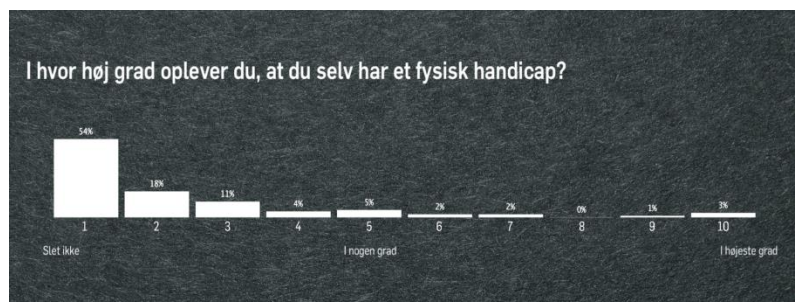 I hvor høj grad oplever du, at du selv har et fysisk handicap?
54% 18% 11% 4% 5% 2% 2% 0% 1% 3%
1 2 3 4 5 6 7 8 9 10
Slet ikke I nogen grad I højeste grad